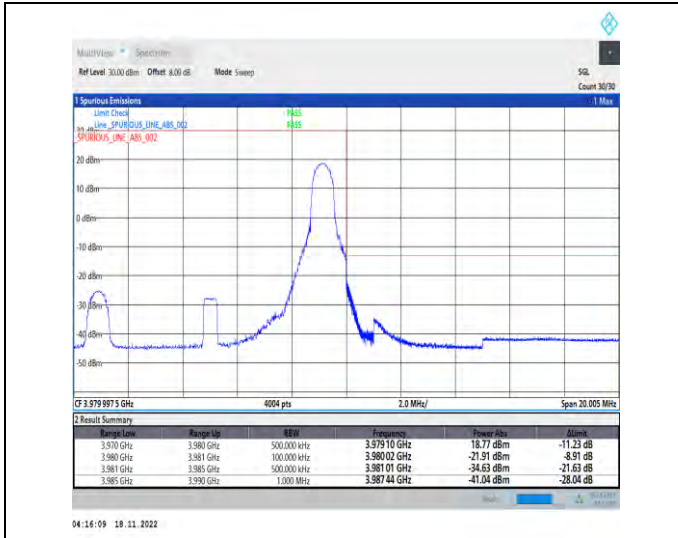 MultiView Spectrum
Ref Level 30.00 dBm Offset 8.00 dB Mode Sweep SGL
Count 30/30
1 Spurious Emissions 1 Max
Limit Check PASS
Line _SPURIOUS_LINE_ABS_002 PASS
_SPURIOUS_LINE_ABS_002
20 dBm
10 dBm
0 dBm
-10 dBm
-20 dBm
-30 dBm
-40 dBm
-50 dBm
CF 3.979 997 5 GHz 4004 pts 2.0 MHz/ Span 20.005 MHz
2 Result Summary
Range Low Range Up RBW Frequency Power Abs ΔLimit
3.970 GHz 3.980 GHz 500.000 kHz 3.979 10 GHz 18.77 dBm -11.23 dB
3.980 GHz 3.981 GHz 100.000 kHz 3.980 02 GHz -21.91 dBm -8.91 dB
3.981 GHz 3.985 GHz 500.000 kHz 3.981 01 GHz -34.63 dBm -21.63 dB
3.985 GHz 3.990 GHz 1.000 MHz 3.987 44 GHz -41.04 dBm -28.04 dB
04:16:09 18.11.2022